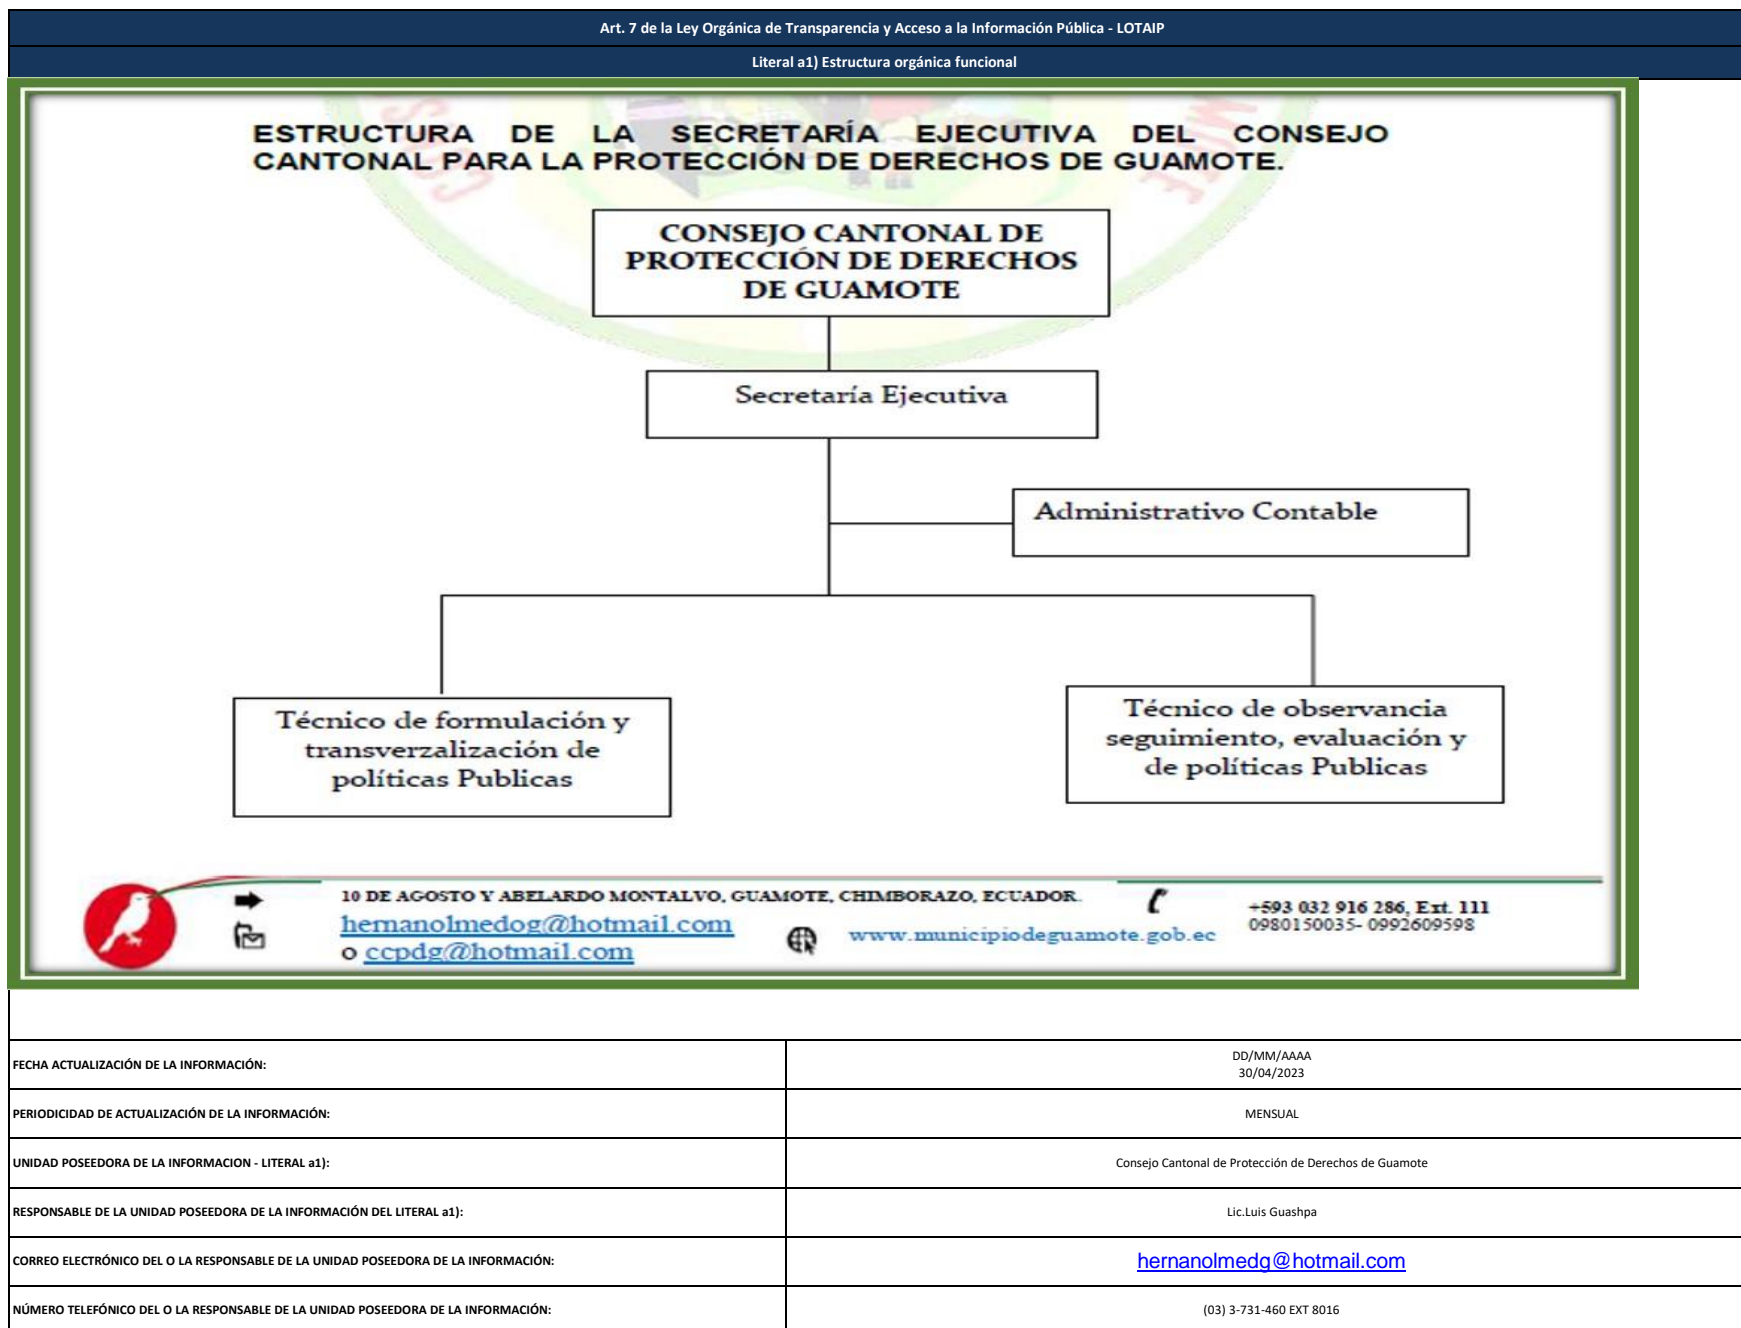 Art. 7 de la Ley Orgánica de Transparencia y Acceso a la Información Pública - LOTAIP
Literal a1) Estructura orgánica funcional
ESTRUCTURA DE LA SECRETARÍA EJECUTIVA DEL CONSEJO
CANTONAL PARA LA PROTECCIÓN DE DERECHOS DE GUAMOTE.
CONSEJO CANTONAL DE
PROTECCIÓN DE DERECHOS
DE GUAMOTE
Secretaría Ejecutiva
Administrativo Contable
Técnico de formulación y
transverzalización de
políticas Publicas
Técnico de observancia
seguimiento, evaluación y
de políticas Publicas
10 DE AGOSTO Y ABELARDO MONTALVO, GUAMOTE, CHIMBORAZO, ECUADOR.
hernanolmedog@hotmail.com
o ccpdg@hotmail.com
www.municipiodeguamote.gob.ec
+593 032 916 286, Ext. 111
0980150035- 0992609598
FECHA ACTUALIZACIÓN DE LA INFORMACIÓN:
DD/MM/AAAA
30/04/2023
PERIODICIDAD DE ACTUALIZACIÓN DE LA INFORMACIÓN:
MENSUAL
UNIDAD POSEEDORA DE LA INFORMACION - LITERAL a1):
Consejo Cantonal de Protección de Derechos de Guamote
RESPONSABLE DE LA UNIDAD POSEEDORA DE LA INFORMACIÓN DEL LITERAL a1):
Lic.Luis Guashpa
CORREO ELECTRÓNICO DEL O LA RESPONSABLE DE LA UNIDAD POSEEDORA DE LA INFORMACIÓN:
hernanolmedg@hotmail.com
NÚMERO TELEFÓNICO DEL O LA RESPONSABLE DE LA UNIDAD POSEEDORA DE LA INFORMACIÓN:
(03) 3-731-460 EXT 8016